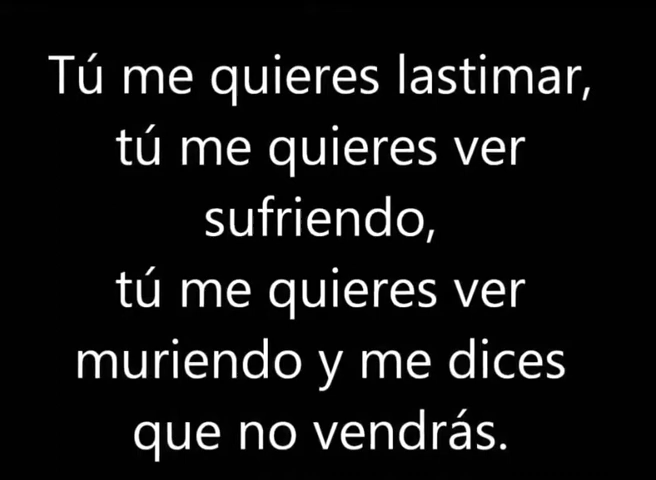 Tú me quieres lastimar,
tú me quieres ver
sufriendo,
tú me quieres ver
muriendo y me dices
que no vendrás.